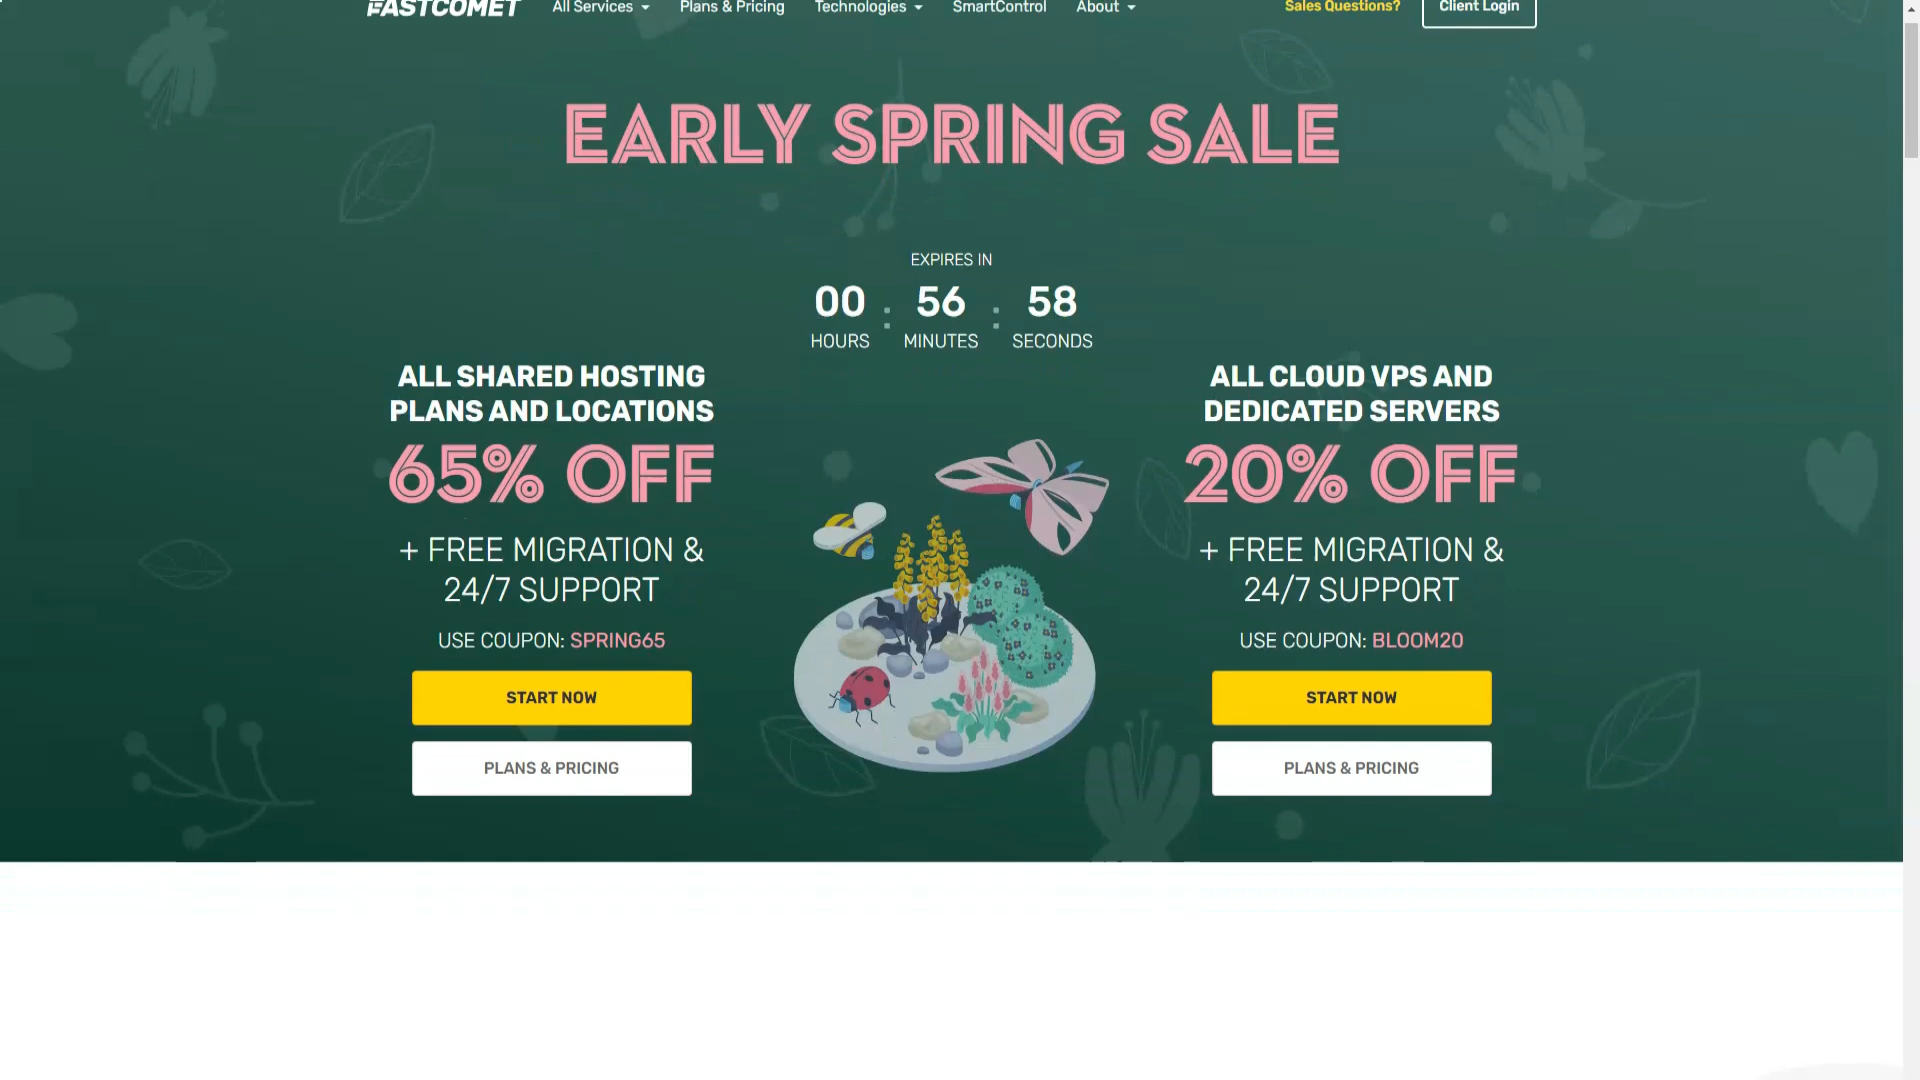 FASTCOMET All Services Plans & Pricing Technologies SmartControl About Sales Questions? Client Login
EARLY SPRING SALE
EXPIRES IN
00 : 56 : 58
HOURS MINUTES SECONDS
ALL SHARED HOSTING
PLANS AND LOCATIONS
65% OFF
+ FREE MIGRATION &
24/7 SUPPORT
USE COUPON: SPRING65
START NOW
PLANS & PRICING
ALL CLOUD VPS AND
DEDICATED SERVERS
20% OFF
+ FREE MIGRATION &
24/7 SUPPORT
USE COUPON: BLOOM20
START NOW
PLANS & PRICING